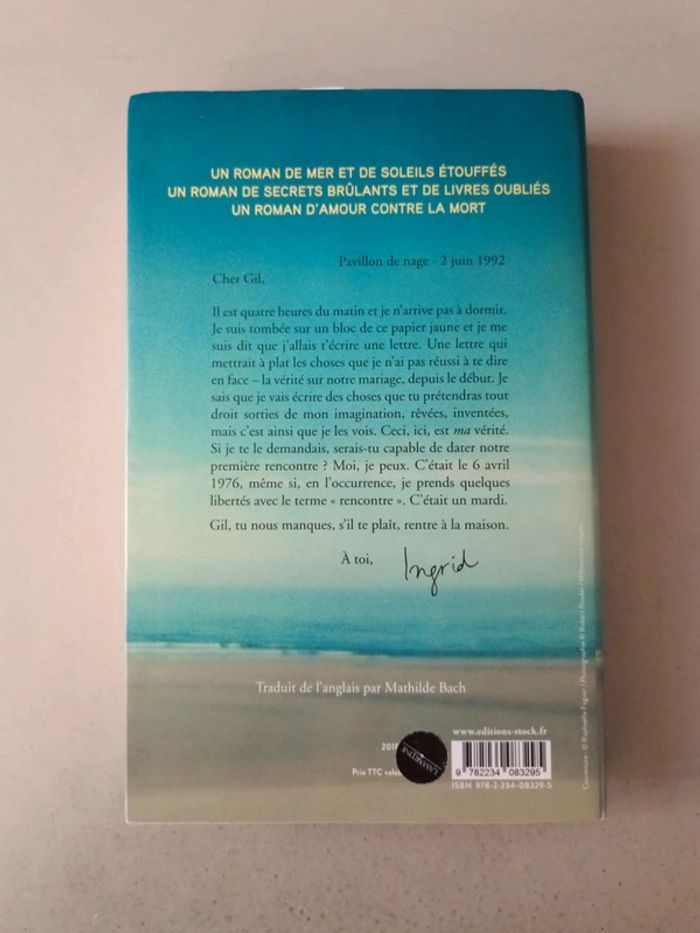 UN ROMAN DE MER ET DE SOLEILS ÉTOUFFÉS
UN ROMAN DE SECRETS BRÛLANTS ET DE LIVRES OUBLIÉS
UN ROMAN D'AMOUR CONTRE LA MORT
Pavillon de nage - 2 juin 1992
Cher Gil,
Il est quatre heures du matin et je n'arrive pas à dormir.
Je suis tombée sur un bloc de ce papier jaune et je me
suis dit que j'allais t'écrire une lettre. Une lettre qui
mettrait à plat les choses que je n'ai pas réussi à te dire
en face – la vérité sur notre mariage, depuis le début. Je
sais que je vais écrire des choses que tu prétendras tout
droit sorties de mon imagination, rêvées, inventées,
mais c'est ainsi que je les vois. Ceci, ici, est ma vérité.
Si je te le demandais, serais-tu capable de dater notre
première rencontre ? Moi, je peux. C'était le 6 avril
1976, même si, en l'occurrence, je prends quelques
libertés avec le terme « rencontre ». C'était un mardi.
Gil, tu nous manques, s'il te plaît, rentre à la maison.
À toi,
Ingrid
Traduit de l'anglais par Mathilde Bach
www.editions-stock.fr
Prix TTC
9 782234 083295
ISBN 978-2-234-08329-5